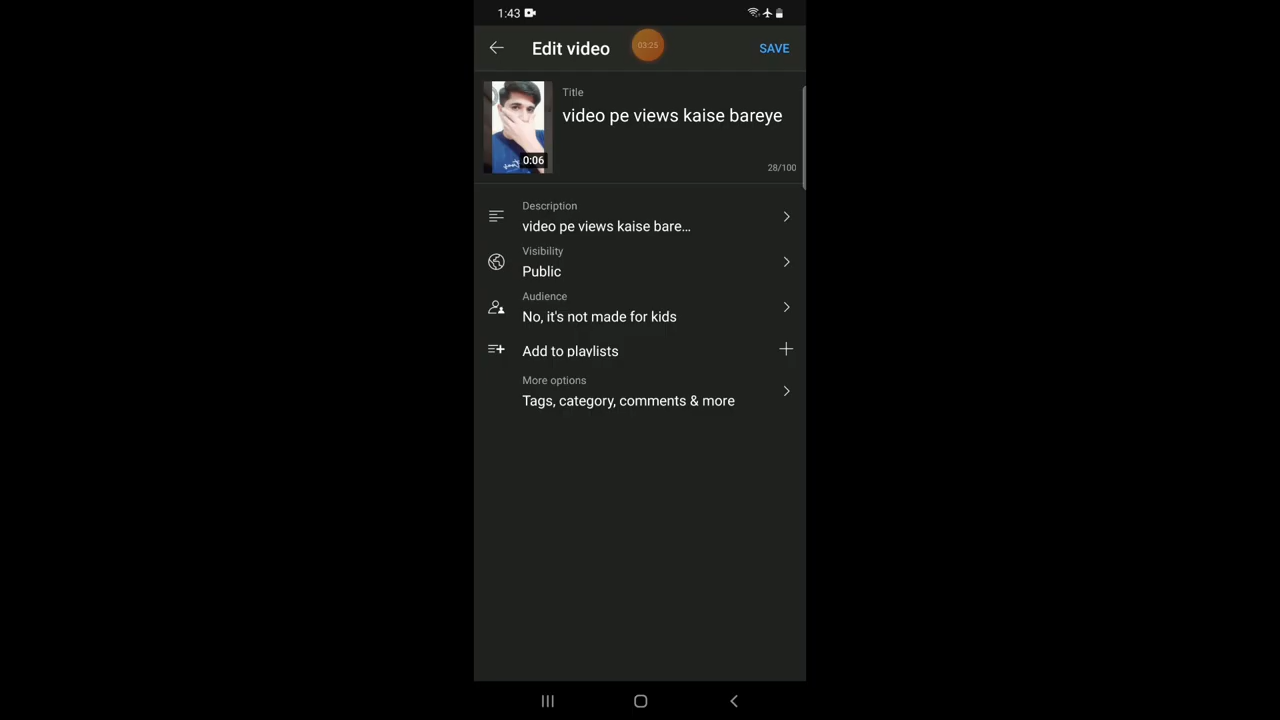 1:43
Edit video
03:25
SAVE
Title
video pe views kaise bareye
0:06
28/100
Description
video pe views kaise bare...
Visibility
Public
Audience
No, it's not made for kids
Add to playlists
More options
Tags, category, comments & more